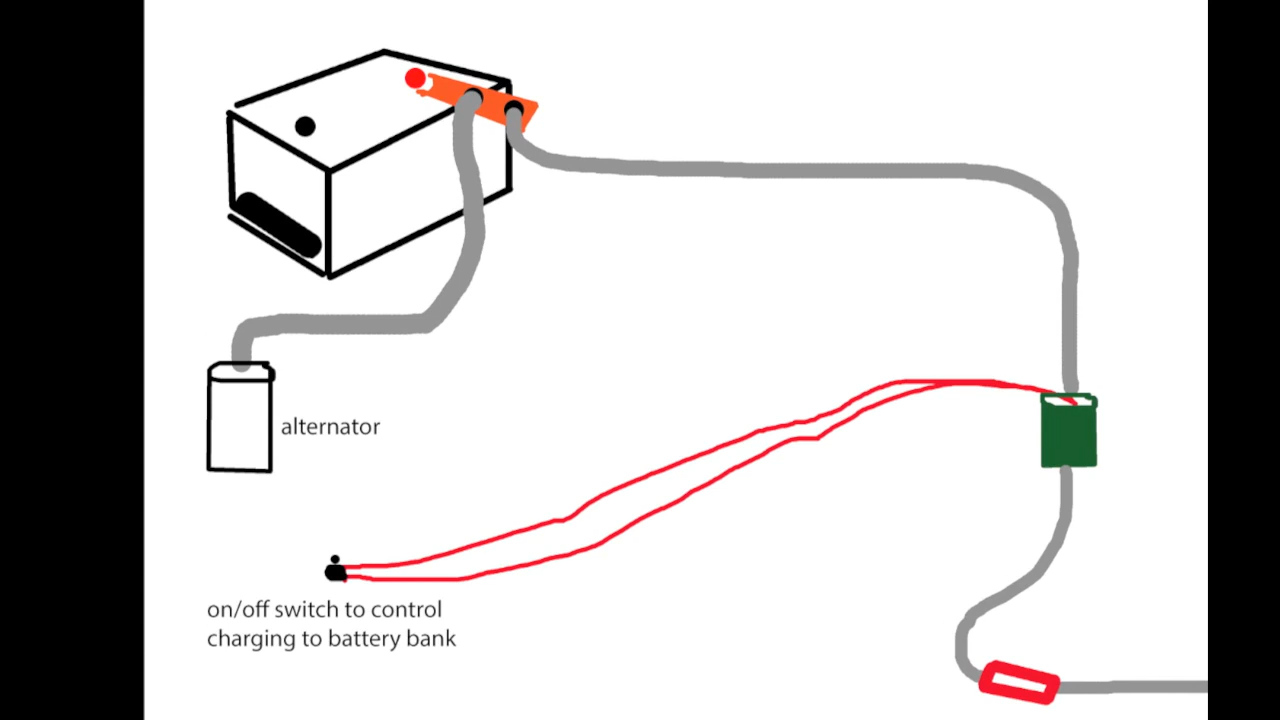 alternator
on/off switch to control
charging to battery bank